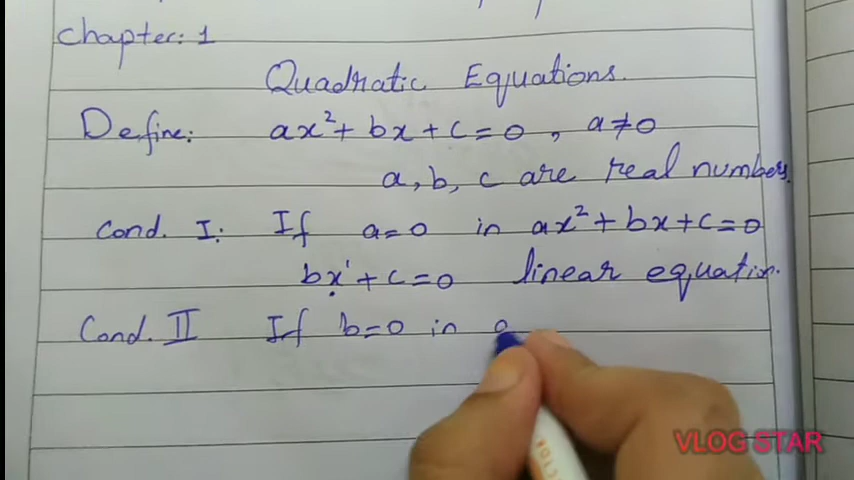 Chapter: 1
Quadratic Equations.
Define: ax²+ bx + c = 0 , a ≠ 0
a, b, c are real numbers.
Cond. I: If a = 0 in ax² + bx + c = 0
bx¹ + c = 0 linear equation.
Cond. II If b = 0 in a
VLOG STAR